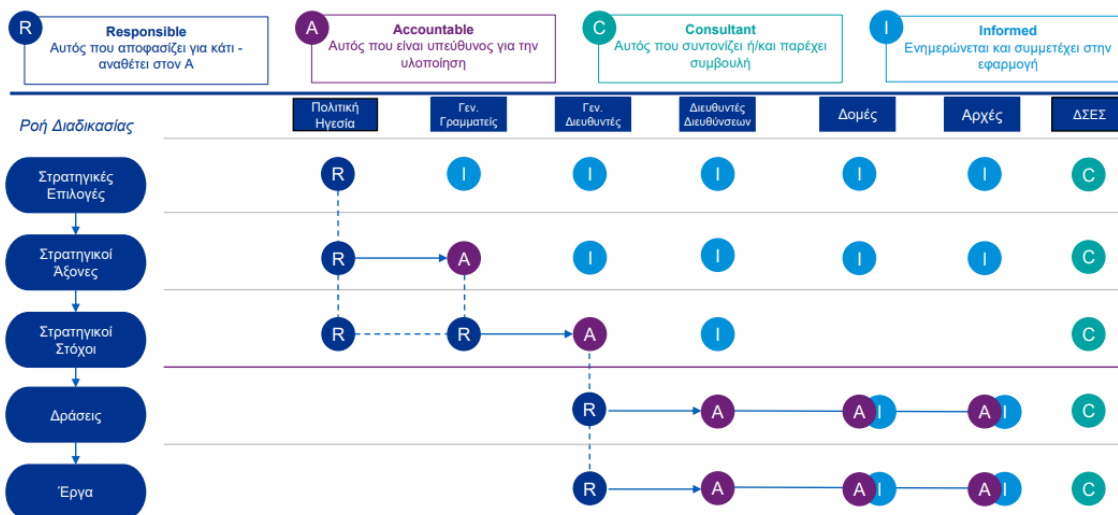 R
Responsible
Αυτός που αποφασίζει για κάτι -
αναθέτει στον Α
A
Accountable
Αυτός που είναι υπεύθυνος για την
υλοποίηση
C
Consultant
Αυτός που συντονίζει ή/και παρέχει
συμβουλή
I
Informed
Ενημερώνεται και συμμετέχει στην
εφαρμογή
Ροή Διαδικασίας
Πολιτική
Ηγεσία
Γεν.
Γραμματείς
Γεν.
Διευθυντές
Διευθυντές
Διευθύνσεων
Δομές
Αρχές
ΔΣΕΣ
Στρατηγικές
Επιλογές
R I I I I I C
Στρατηγικοί
Άξονες
R A I I I I C
Στρατηγικοί
Στόχοι
R R A I C
Δράσεις
R A A I A I C
Έργα
R A A I A I C